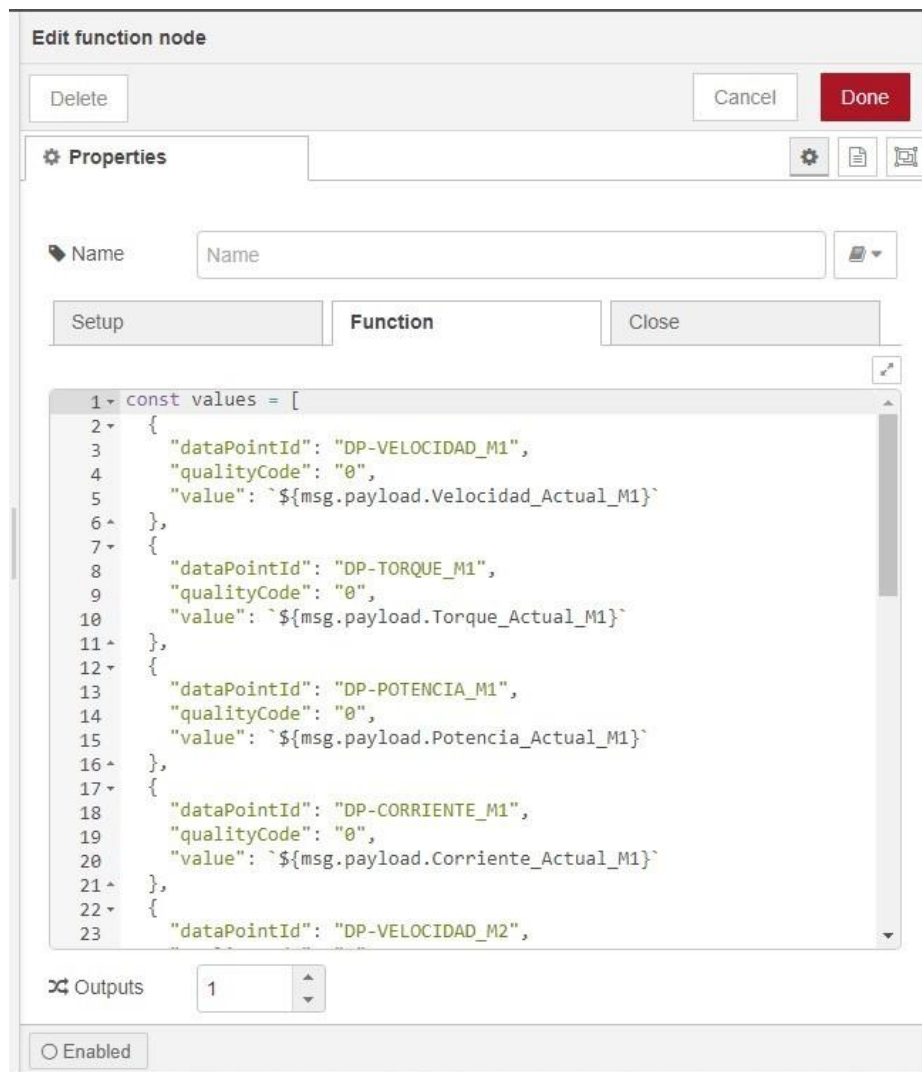 Edit function node
Delete
Cancel
Done
Properties
Name
Name
Setup
Function
Close
1 const values = [
2 {
3 "dataPointId": "DP-VELOCIDAD_M1",
4 "qualityCode": "0",
5 "value": `${msg.payload.Velocidad_Actual_M1}`
6 },
7 {
8 "dataPointId": "DP-TORQUE_M1",
9 "qualityCode": "0",
10 "value": `${msg.payload.Torque_Actual_M1}`
11 },
12 {
13 "dataPointId": "DP-POTENCIA_M1",
14 "qualityCode": "0",
15 "value": `${msg.payload.Potencia_Actual_M1}`
16 },
17 {
18 "dataPointId": "DP-CORRIENTE_M1",
19 "qualityCode": "0",
20 "value": `${msg.payload.Corriente_Actual_M1}`
21 },
22 {
23 "dataPointId": "DP-VELOCIDAD_M2",
Outputs
1
Enabled